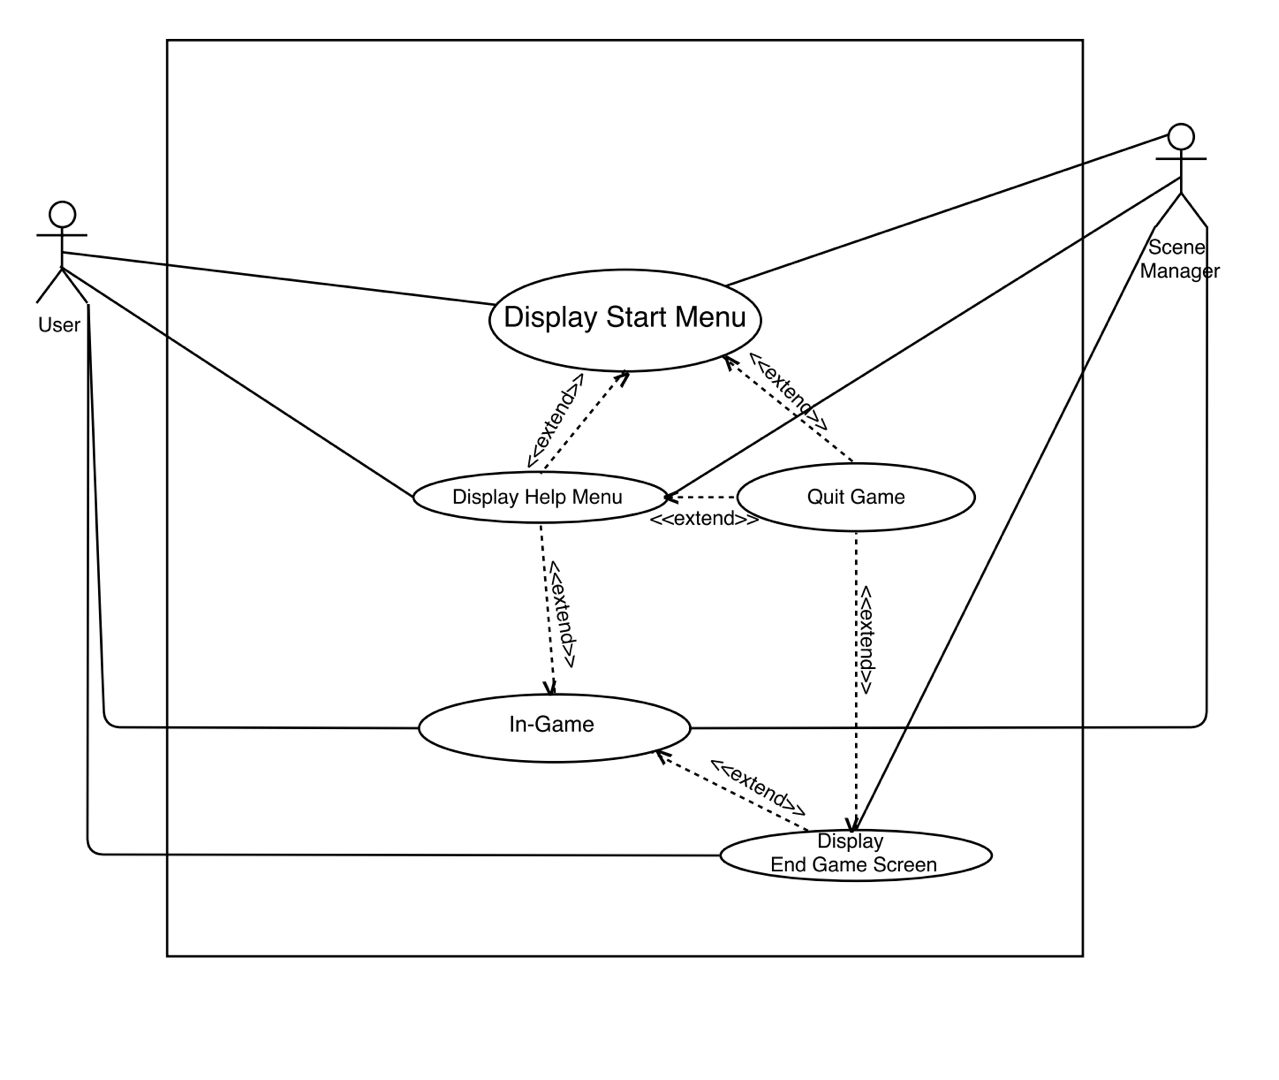 Scene
Manager
User
Display Start Menu
<<extend>>
<<extend>>
Display Help Menu
Quit Game
<<extend>>
<<extend>>
<<extend>>
In-Game
<<extend>>
Display
End Game Screen